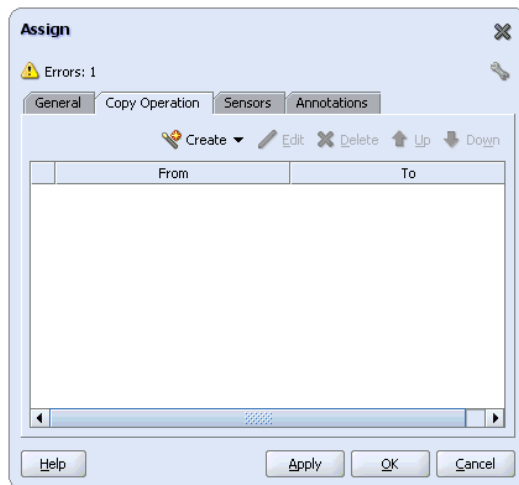 Assign
Errors: 1
General Copy Operation Sensors Annotations
Create Edit Delete Up Down
From To
Help Apply OK Cancel